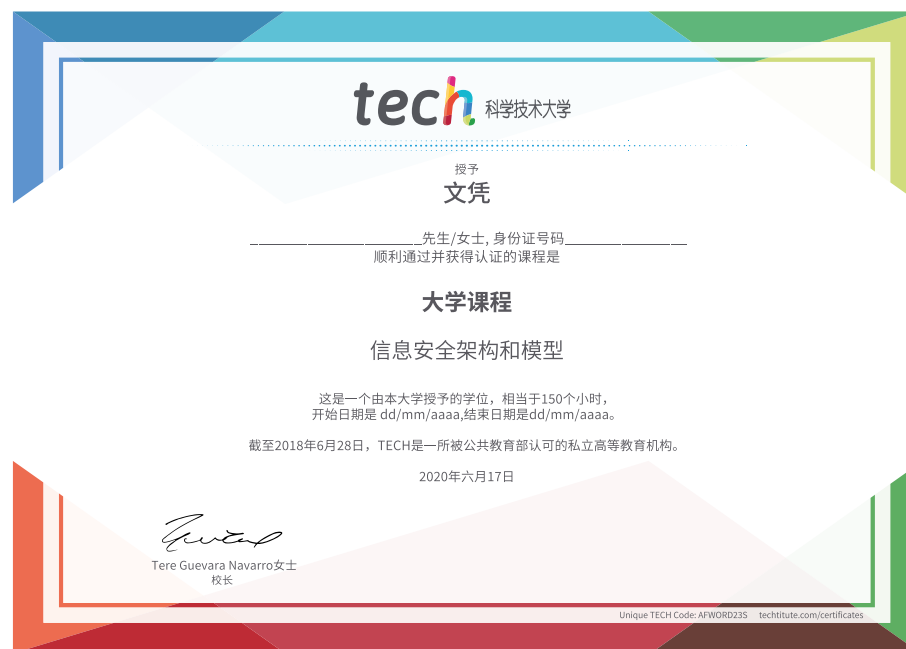 tech 科学技术大学
授予
文凭
________________________先生/女士, 身份证号码_________________
顺利通过并获得认证的课程是
大学课程
信息安全架构和模型
这是一个由本大学授予的学位，相当于150个小时，
开始日期是 dd/mm/aaaa,结束日期是dd/mm/aaaa。
截至2018年6月28日，TECH是一所被公共教育部认可的私立高等教育机构。
2020年六月17日
Tere Guevara Navarro女士
校长
Unique TECH Code: AFWORD23S techtitute.com/certificates